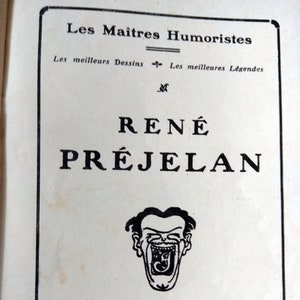 Les Maîtres Humoristes
Les meilleurs Dessins Les meilleures Légendes
RENÉ
PRÉJELAN